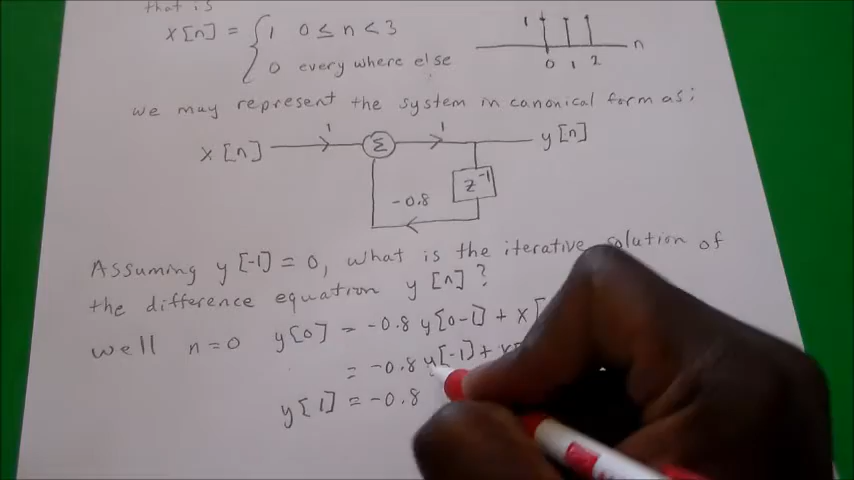 that is
x[n] = { 1 0 ≤ n < 3
0 every where else
1
n
0 1 2
we may represent the system in canonical form as;
x[n] 1 Σ 1 y[n]
z⁻¹
-0.8
Assuming y[-1] = 0, what is the iterative solution of
the difference equation y[n]?
well n=0 y[0] = -0.8 y[0-1] + x[
= -0.8 y[-1] +
y[1] = -0.8